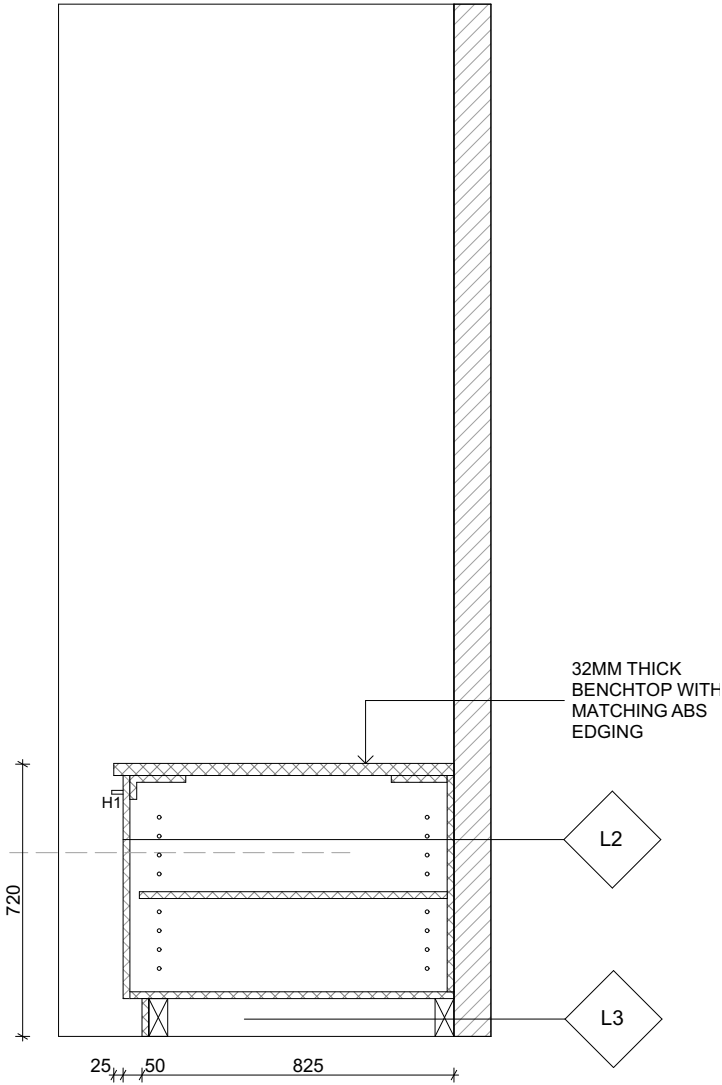 32MM THICK
BENCHTOP WITH
MATCHING ABS
EDGING
H1
L2
720
L3
25 50 825